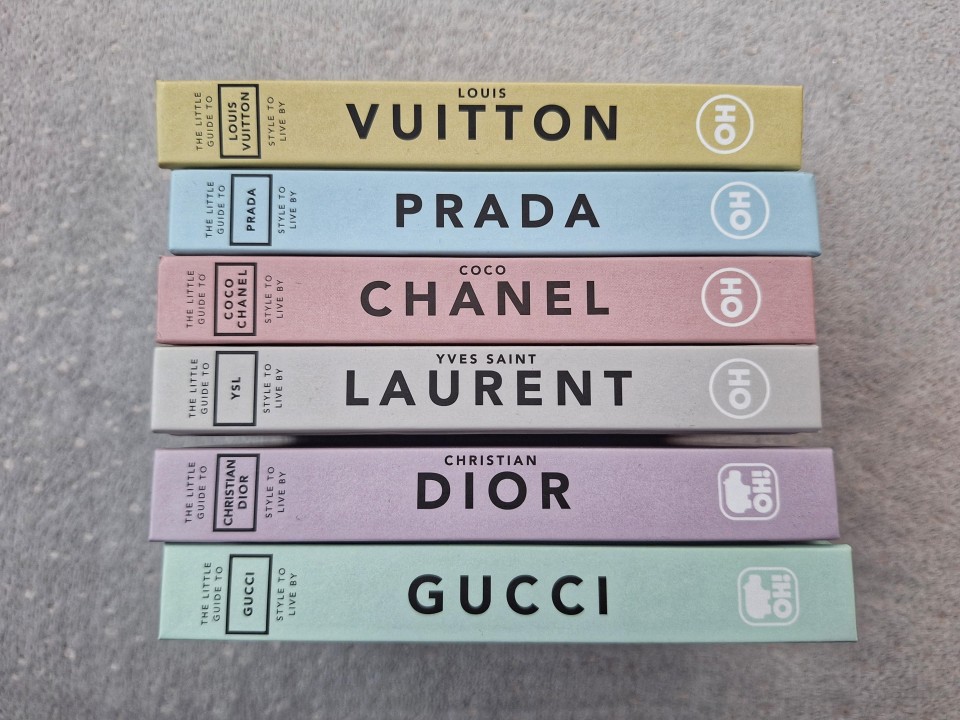 THE LITTLE
GUIDE TO
LOUIS
VUITTON
STYLE TO
LIVE BY
LOUIS
VUITTON
OH
THE LITTLE
GUIDE TO
PRADA
STYLE TO
LIVE BY
PRADA
OH
THE LITTLE
GUIDE TO
COCO
CHANEL
STYLE TO
LIVE BY
COCO
CHANEL
OH
THE LITTLE
GUIDE TO
YSL
STYLE TO
LIVE BY
YVES SAINT
LAURENT
OH
THE LITTLE
GUIDE TO
CHRISTIAN
DIOR
STYLE TO
LIVE BY
CHRISTIAN
DIOR
OH!
THE LITTLE
GUIDE TO
GUCCI
STYLE TO
LIVE BY
GUCCI
OH!